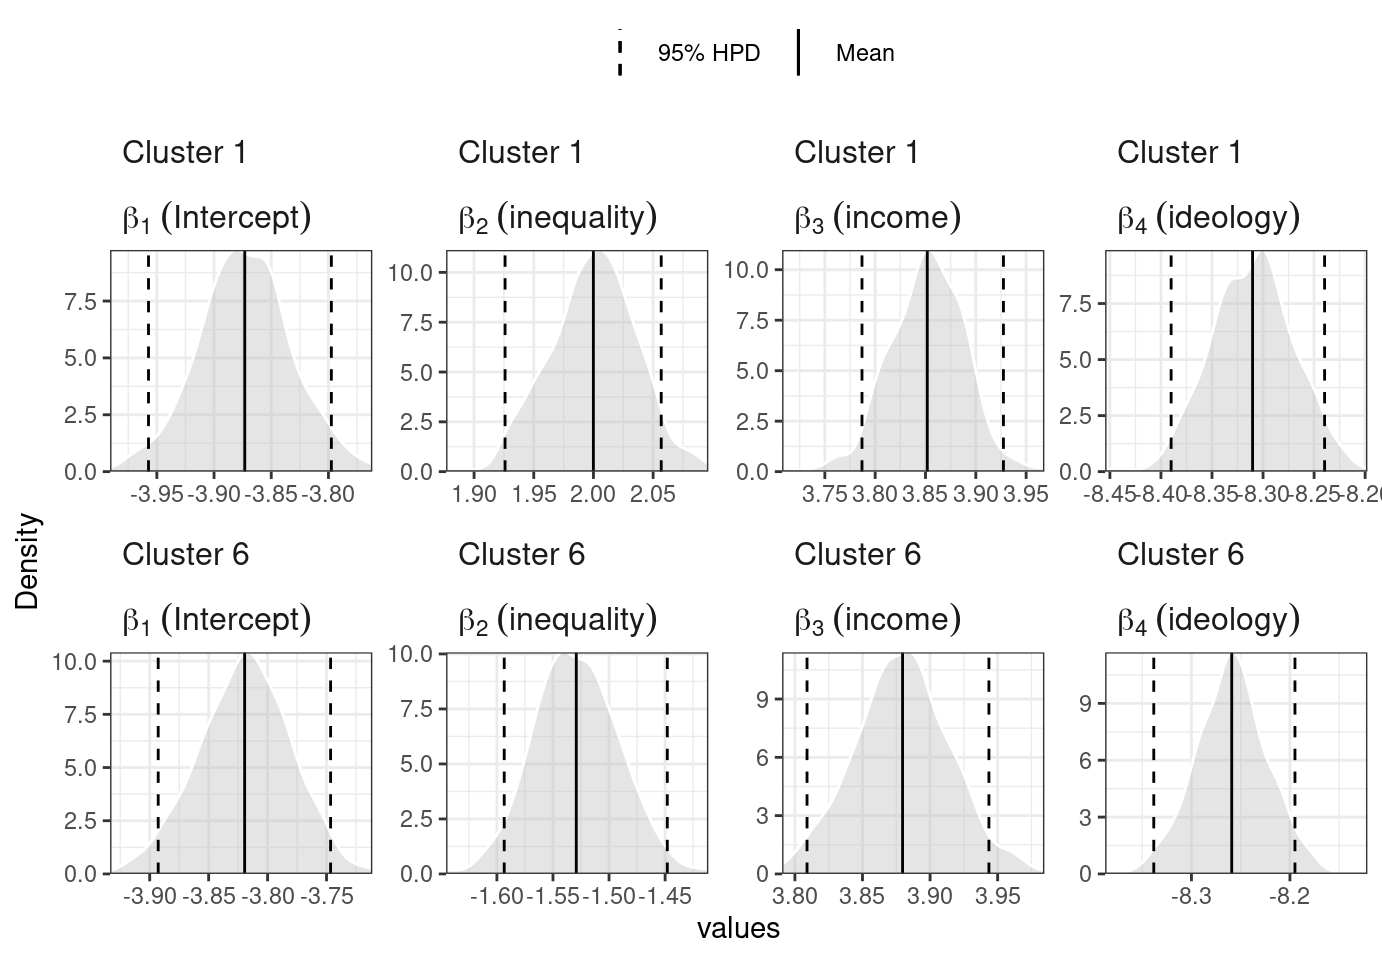 95% HPD Mean
Cluster 1 Cluster 1 Cluster 1 Cluster 1
β1 (Intercept) β2 (inequality) β3 (income) β4 (ideology)
7.5
5.0
2.5
0.0
-3.95 -3.90 -3.85 -3.80
10.0
7.5
5.0
2.5
0.0
1.90 1.95 2.00 2.05
10.0
7.5
5.0
2.5
0.0
3.75 3.80 3.85 3.90 3.95
7.5
5.0
2.5
0.0
-8.45 -8.40 -8.35 -8.30 -8.25 -8.20
Density
Cluster 6 Cluster 6 Cluster 6 Cluster 6
β1 (Intercept) β2 (inequality) β3 (income) β4 (ideology)
10.0
7.5
5.0
2.5
0.0
-3.90 -3.85 -3.80 -3.75
10.0
7.5
5.0
2.5
0.0
-1.60 -1.55 -1.50 -1.45
9
6
3
0
3.80 3.85 3.90 3.95
9
6
3
0
-8.3 -8.2
values